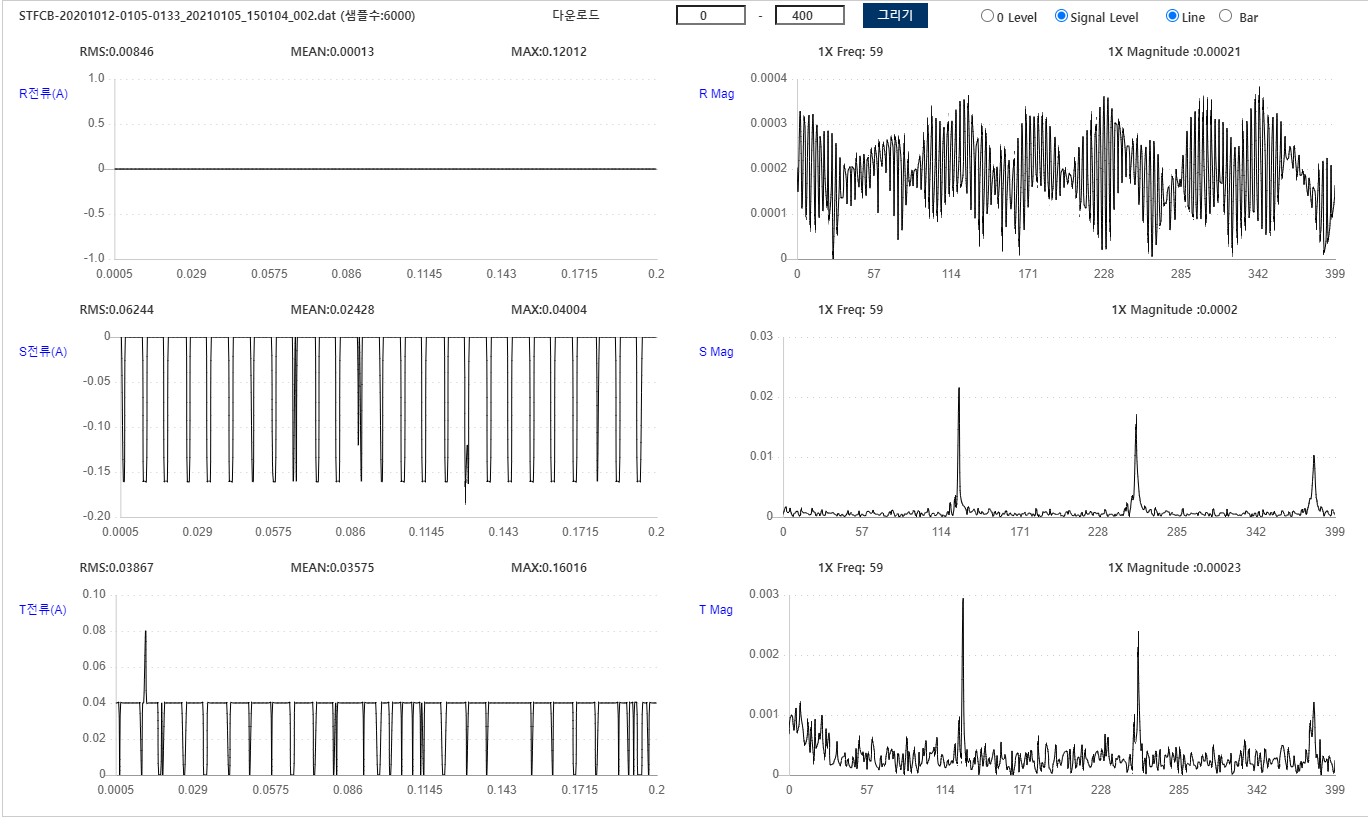 STFCB-20201012-0105-0133_20210105_150104_002.dat (샘플수:6000) 다운로드 0 - 400 그리기 0 Level Signal Level Line Bar
RMS:0.00846 MEAN:0.00013 MAX:0.12012 1X Freq: 59 1X Magnitude :0.00021
R전류(A)
1.0
0.5
0
-0.5
-1.0
0.0005 0.029 0.0575 0.086 0.1145 0.143 0.1715 0.2
R Mag
0.0004
0.0003
0.0002
0.0001
0
0 57 114 171 228 285 342 399
RMS:0.06244 MEAN:0.02428 MAX:0.04004 1X Freq: 59 1X Magnitude :0.0002
S전류(A)
0
-0.05
-0.10
-0.15
-0.20
0.0005 0.029 0.0575 0.086 0.1145 0.143 0.1715 0.2
S Mag
0.03
0.02
0.01
0
0 57 114 171 228 285 342 399
RMS:0.03867 MEAN:0.03575 MAX:0.16016 1X Freq: 59 1X Magnitude :0.00023
T전류(A)
0.10
0.08
0.06
0.04
0.02
0
0.0005 0.029 0.0575 0.086 0.1145 0.143 0.1715 0.2
T Mag
0.003
0.002
0.001
0
0 57 114 171 228 285 342 399